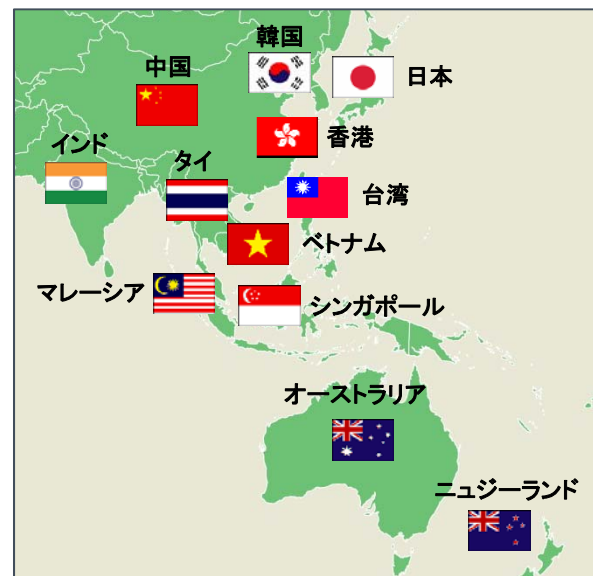 韓国
中国
日本
香港
インド
タイ
台湾
ベトナム
マレーシア
シンガポール
オーストラリア
ニュジーランド